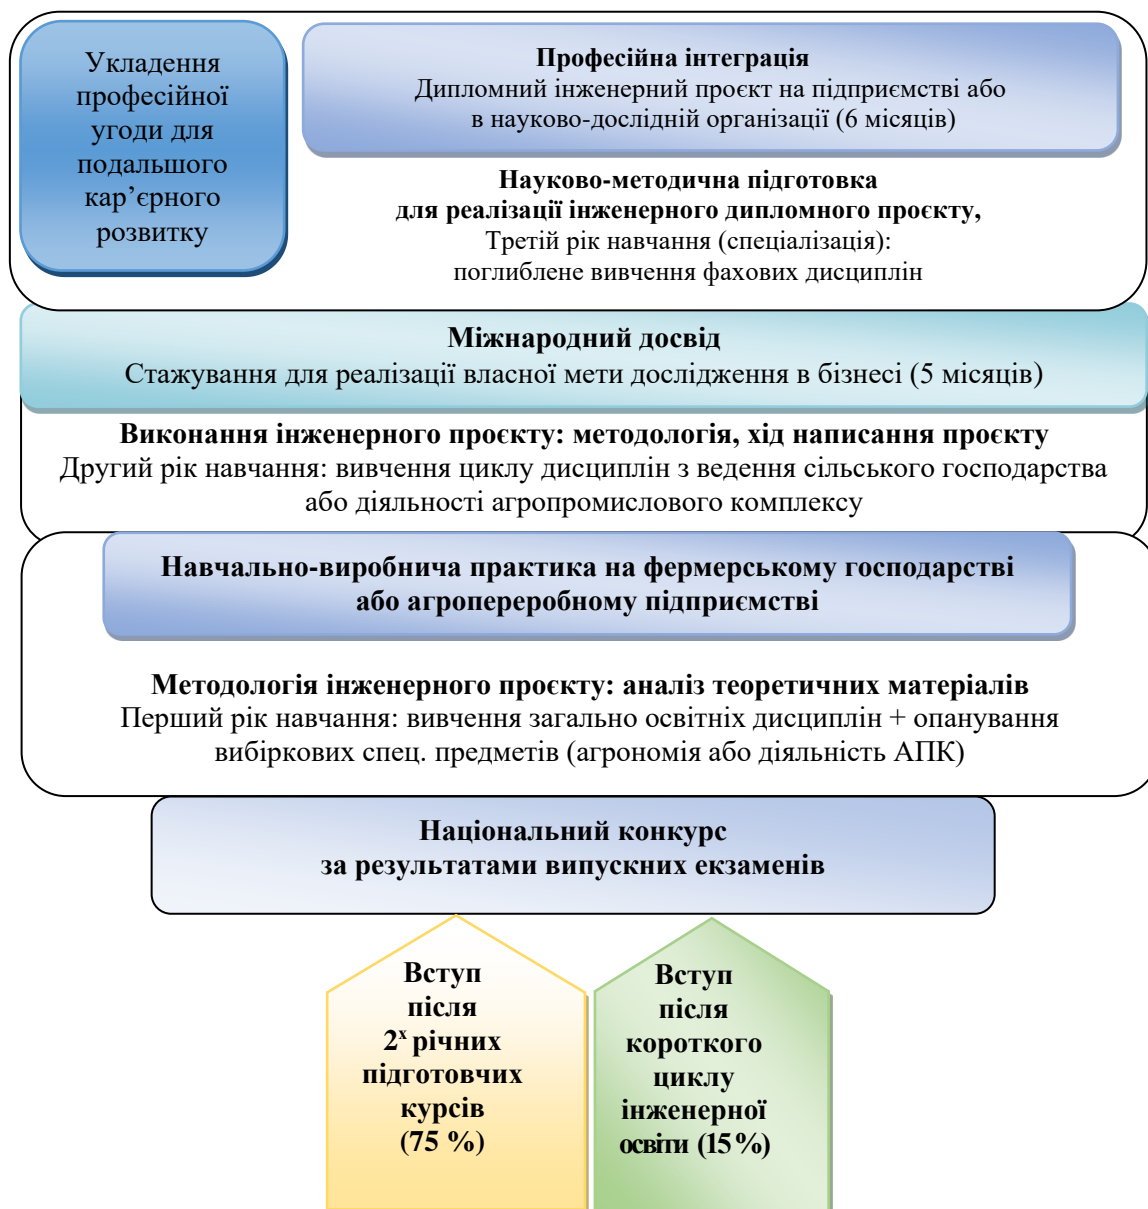 Укладення
професійної
угоди для
подальшого
кар’єрного
розвитку
Професійна інтеграція
Дипломний інженерний проєкт на підприємстві або
в науково-дослідній організації (6 місяців)
Науково-методична підготовка
для реалізації інженерного дипломного проєкту,
Третій рік навчання (спеціалізація):
поглиблене вивчення фахових дисциплін
Міжнародний досвід
Стажування для реалізації власної мети дослідження в бізнесі (5 місяців)
Виконання інженерного проєкту: методологія, хід написання проєкту
Другий рік навчання: вивчення циклу дисциплін з ведення сільського господарства
або діяльності агропромислового комплексу
Навчально-виробнича практика на фермерському господарстві
або агропереробному підприємстві
Методологія інженерного проєкту: аналіз теоретичних матеріалів
Перший рік навчання: вивчення загально освітніх дисциплін + опанування
вибіркових спец. предметів (агрономія або діяльність АПК)
Національний конкурс
за результатами випускних екзаменів
Вступ
після
2ˣ річних
підготовчих
курсів
(75 %)
Вступ
після
короткого
циклу
інженерної
освіти (15 %)